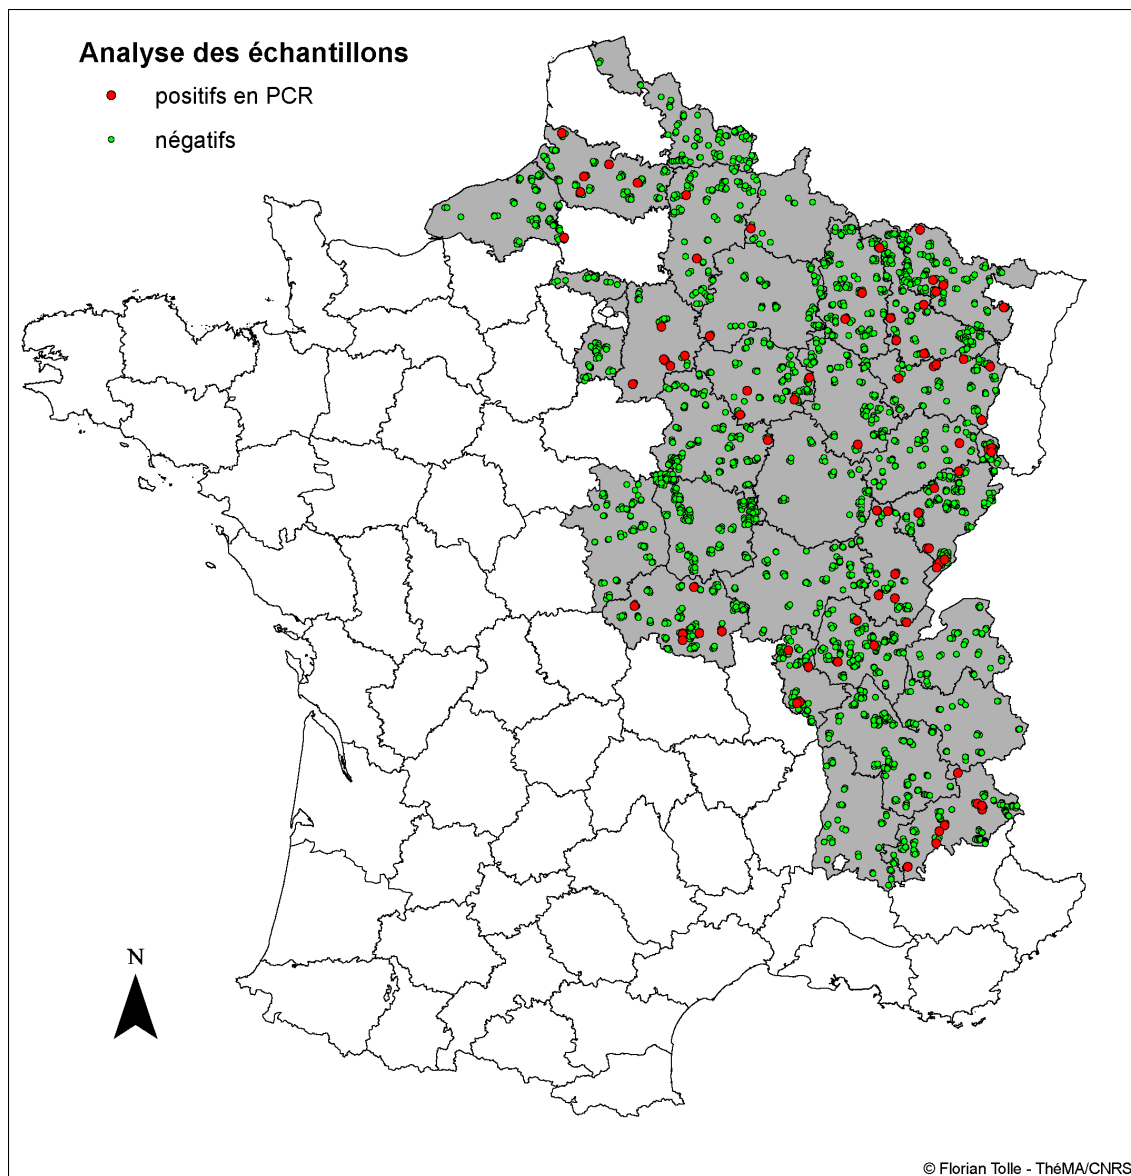 Analyse des échantillons
positifs en PCR
négatifs
N
© Florian Tolle - ThéMA/CNRS